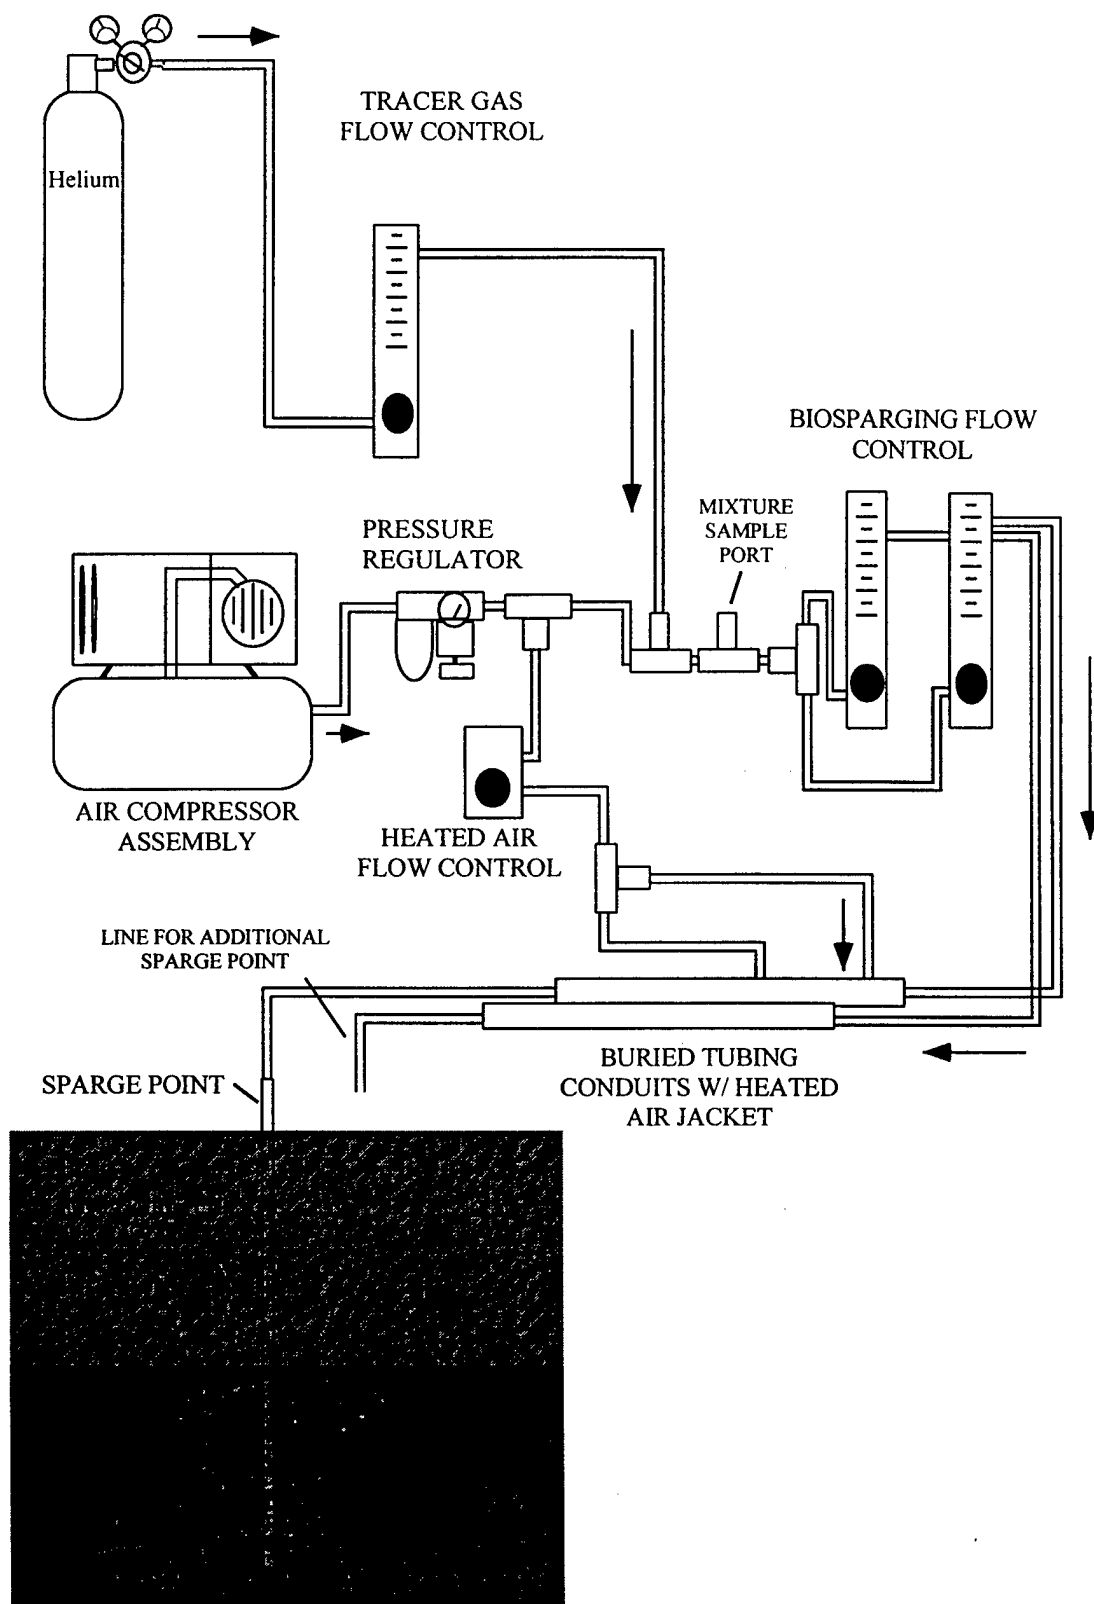 TRACER GAS
FLOW CONTROL
Helium
BIOSPARGING FLOW
CONTROL
MIXTURE
SAMPLE
PORT
PRESSURE
REGULATOR
AIR COMPRESSOR
ASSEMBLY
HEATED AIR
FLOW CONTROL
LINE FOR ADDITIONAL
SPARGE POINT
SPARGE POINT
BURIED TUBING
CONDUITS W/ HEATED
AIR JACKET